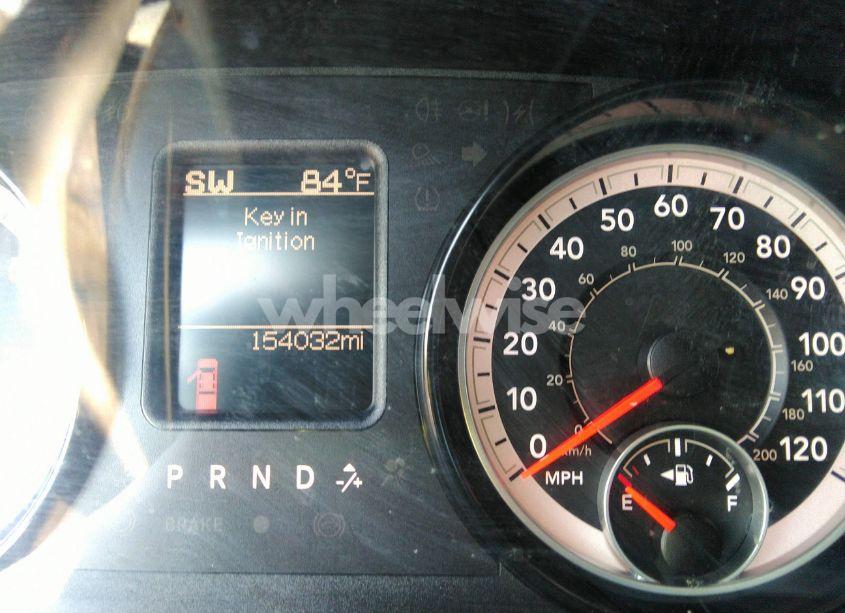 SW 84°F
Key in
Ignition
wheelwise
154032mi
P R N D -/+
BRAKE
0 10 20 30 40 50 60 70 80 90 100 110 120
MPH
0 20 40 60 80 100 120 140 160 180 200
km/h
E F